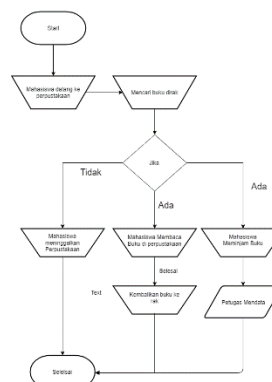 Start
Mahasiswa datang ke
perpustakaan
Mencari buku dirak
Jika
Tidak
Ada
Ada
Mahasiswa
meninggalkan
Perpustakaan
Mahasiswa Membaca
Buku di perpustakaan
Mahasiswa
Meminjam Buku
Selesai
Text
Kembalikan buku ke
rak
Petugas Mendata
Selesai